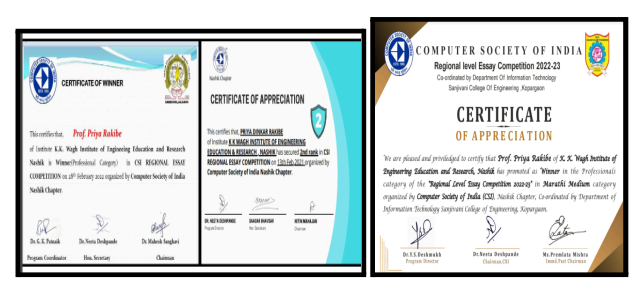 CERTIFICATE OF WINNER
This certifies that, Prof. Priya Rakibe
of Institute K.K. Wagh Institute of Engineering Education and Research
Nashik is Winner(Professional Category) in CSI REGIONAL ESSAY
COMPETITION on 28th February 2022 organized by Computer Society of India
Nashik Chapter.
Dr. G. K. Patnaik Dr. Neeta Deshpande Dr. Mahesh Sanghavi
Program Coordinator Hon. Secretary Chairman
Nashik Chapter
CERTIFICATE OF APPRECIATION
2
This certifies that, PRIYA DINKAR RAKIBE
of Institute K K WAGH INSTITUTE OF ENGINEERING
EDUCATION & RESEARCH , NASHIK has secured 2nd rank in CSI
REGIONAL ESSAY COMPETITION on 13th Feb 2021 organized by
Computer Society of India Nashik Chapter.
DR. NEETA DESHPANDE SHARAD BHAVSAR NITIN MAHAJAN
Program Director Hon. Secretary Chairman
COMPUTER SOCIETY OF INDIA
Regional level Essay Competition 2022-23
Co-ordinated by Department Of Information Technology
Sanjivani College Of Engineering ,Kopargaon
CERTIFICATE
OF APPRECIATION
We are pleased and priviledged to certify that Prof. Priya Rakibe of K. K. Wagh Institute of
Engineering Education and Research, Nashik has promoted as "Winner in the Professionals
category of the "Regional Level Essay Competition 2022-23" in Marathi Medium category
organized by Computer Society of India (CSI), Nashik Chapter, Co-ordinated by Department of
Information Technology Sanjivani College of Engineering, Kopargaon.
Dr.Y.S.Deshmukh Dr.Neeta Deshpande Mr.Premlata Mishra
Program Director Chairman,CSI Immd.Past Chairman